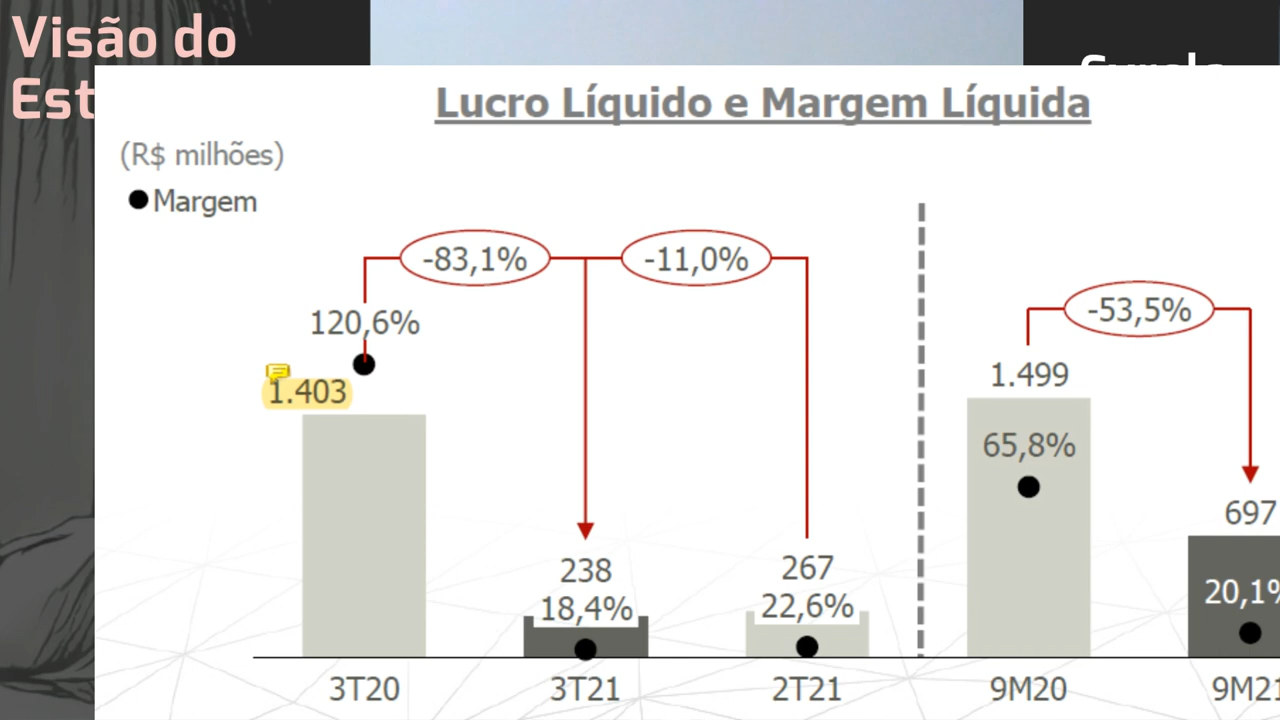 Visão do
Est
Lucro Líquido e Margem Líquida
(R$ milhões)
Margem
-83,1%
-11,0%
-53,5%
120,6%
1.403
1.499
65,8%
697
238
267
18,4%
22,6%
20,1%
3T20
3T21
2T21
9M20
9M21